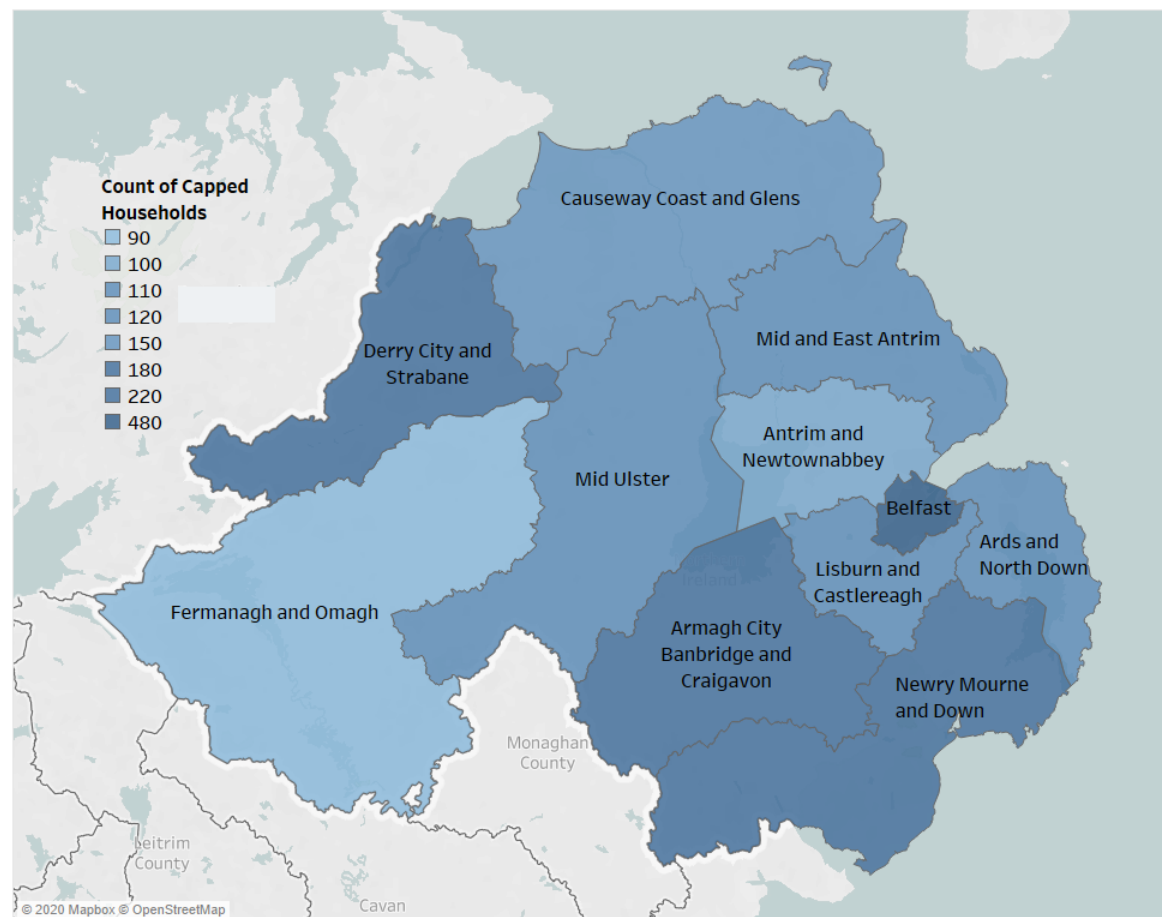 Count of Capped
Households
90
100
110
120
150
180
220
480
Causeway Coast and Glens
Mid and East Antrim
Derry City and
Strabane
Antrim and
Newtownabbey
Mid Ulster
Belfast
Ards and
North Down
Lisburn and
Castlereagh
Ireland
Fermanagh and Omagh
Armagh City
Banbridge and
Craigavon
Newry Mourne
and Down
Monaghan
County
Leitrim
County
Cavan
© 2020 Mapbox © OpenStreetMap